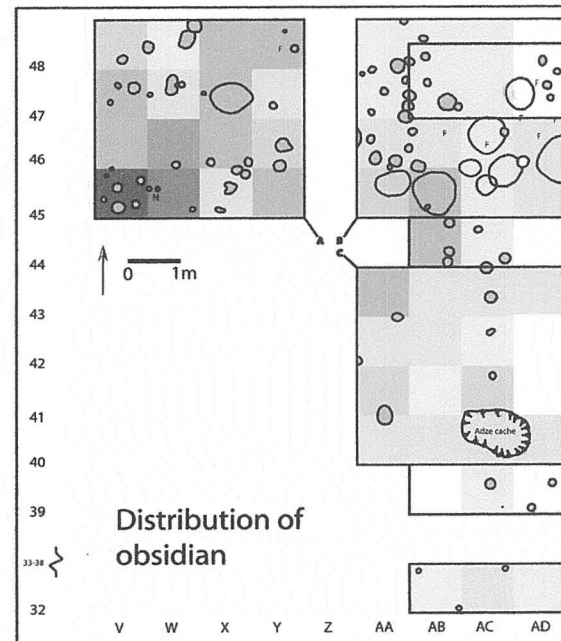 48
47
46
45
44
43
42
41
40
39
33-38
32
F
F
F
F
F
F
F
N
A B
C
0 1m
Adze cache
Distribution of
obsidian
V W X Y Z AA AB AC AD